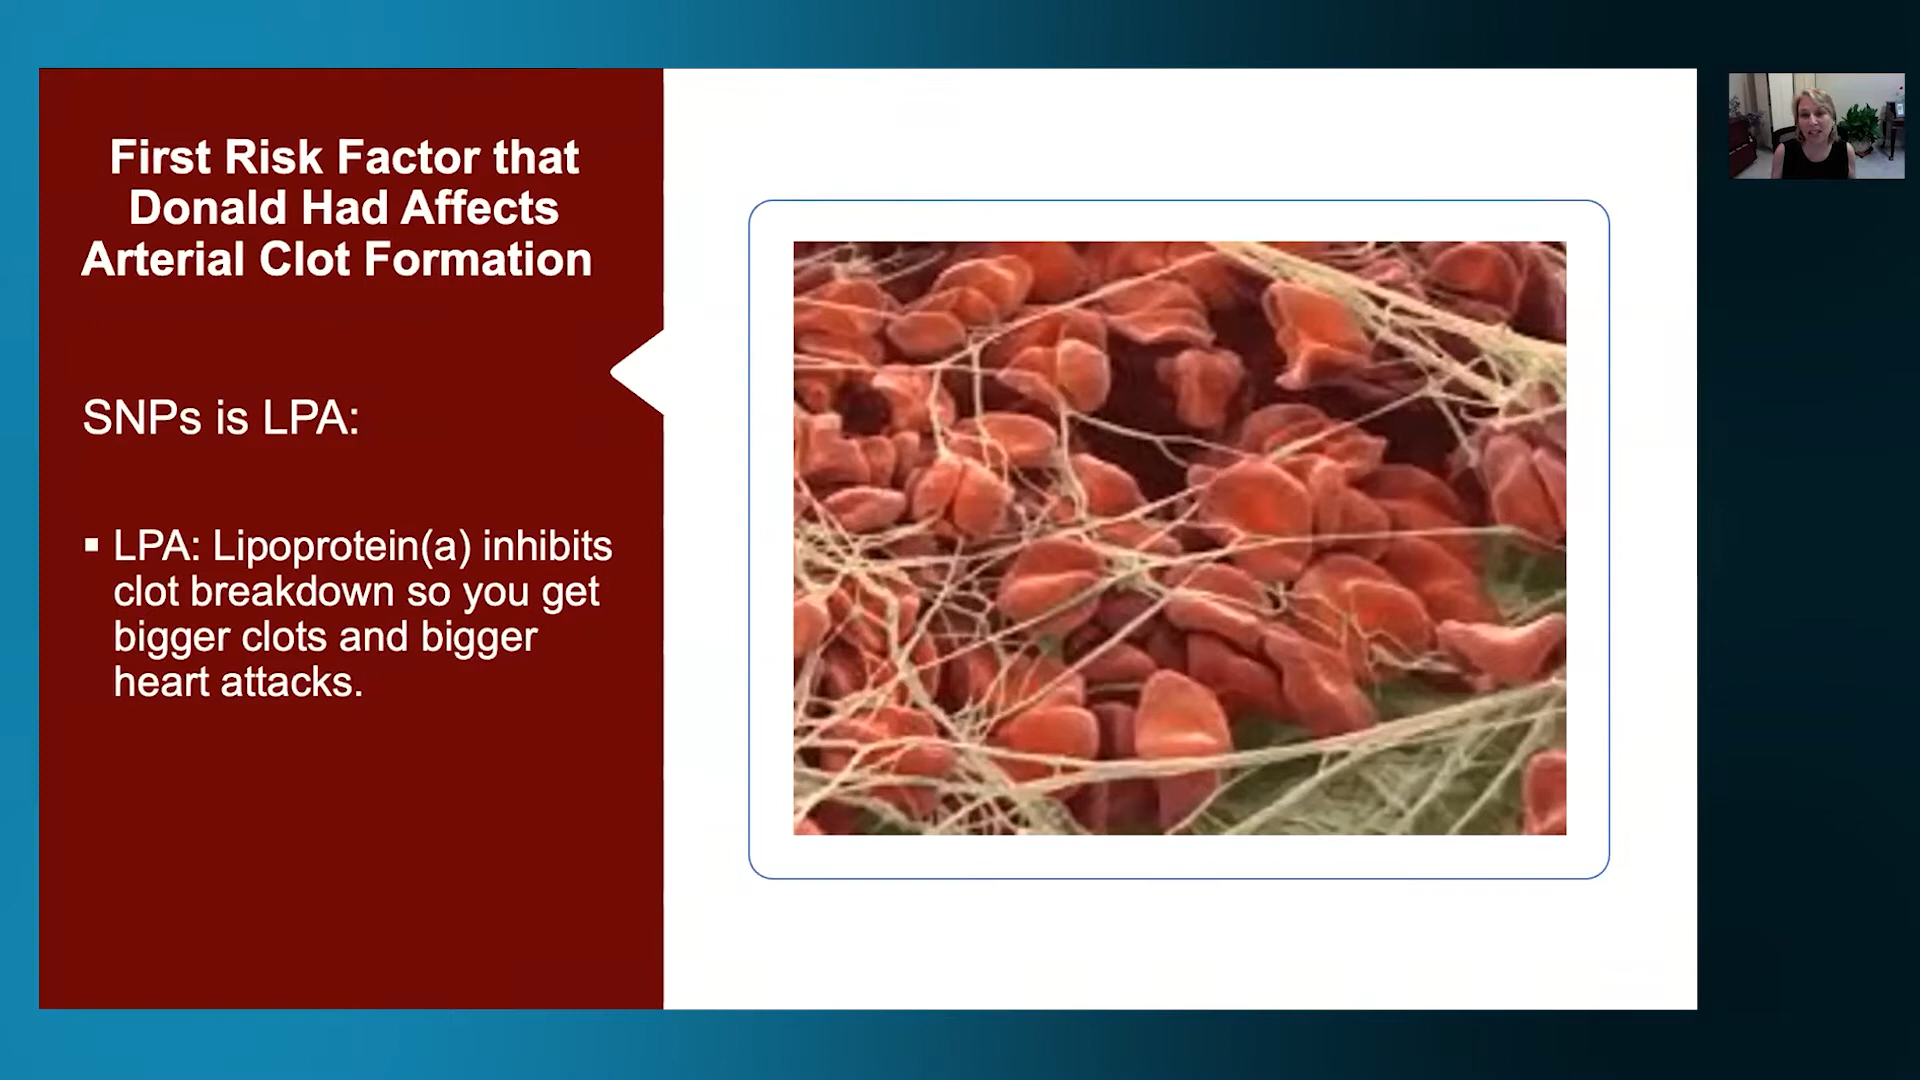 First Risk Factor that
Donald Had Affects
Arterial Clot Formation
SNPs is LPA:
▪ LPA: Lipoprotein(a) inhibits
clot breakdown so you get
bigger clots and bigger
heart attacks.